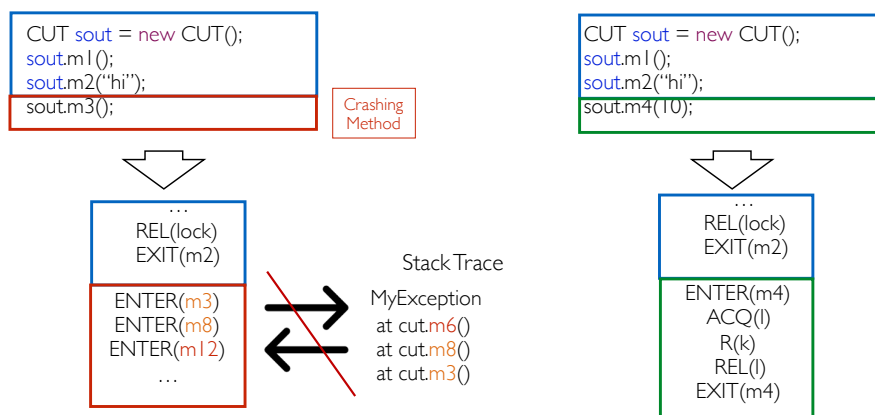 CUT sout = new CUT();
sout.m1();
sout.m2(“hi”);
sout.m3();
Crashing
Method
…
REL(lock)
EXIT(m2)
ENTER(m3)
ENTER(m8)
ENTER(m12)
…
Stack Trace
MyException
at cut.m6()
at cut.m8()
at cut.m3()
CUT sout = new CUT();
sout.m1();
sout.m2(“hi”);
sout.m4(10);
…
REL(lock)
EXIT(m2)
ENTER(m4)
ACQ(l)
R(k)
REL(l)
EXIT(m4)